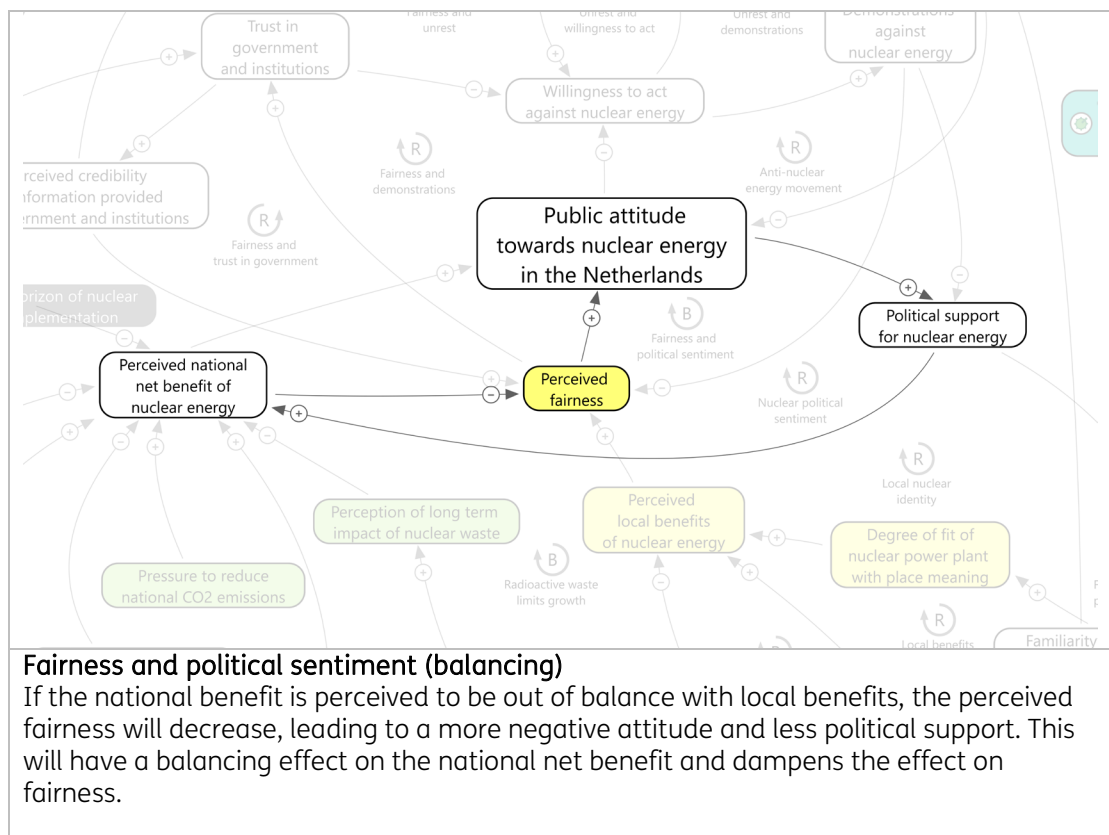 Fairness and
unrest
Unrest and
willingness to act
Unrest and
demonstrations
Demonstrations
against
nuclear energy
Trust in
government
and institutions
+
+
+
−
Willingness to act
against nuclear energy
+
+
+
R
Fairness and
demonstrations
−
R
Anti-nuclear
energy movement
rceived credibility
nformation provided
ernment and institutions
R
Fairness and
trust in government
Public attitude
towards nuclear energy
in the Netherlands
−
+
−
+
orizon of nuclear
plementation
−
+
B
Fairness and
political sentiment
Political support
for nuclear energy
Perceived national
net benefit of
nuclear energy
−
+
−
Perceived
fairness
−
R
Nuclear political
sentiment
+
+
−
+
+
−
+
R
Local nuclear
identity
Perception of long term
impact of nuclear waste
Perceived
local benefits
of nuclear energy
+
Degree of fit of
nuclear power plant
with place meaning
Pressure to reduce
national CO2 emissions
+
B
Radioactive waste
limits growth
−
+
+
R
Local benefits
Familiarity
Fairness and political sentiment (balancing)
If the national benefit is perceived to be out of balance with local benefits, the perceived
fairness will decrease, leading to a more negative attitude and less political support. This
will have a balancing effect on the national net benefit and dampens the effect on
fairness.